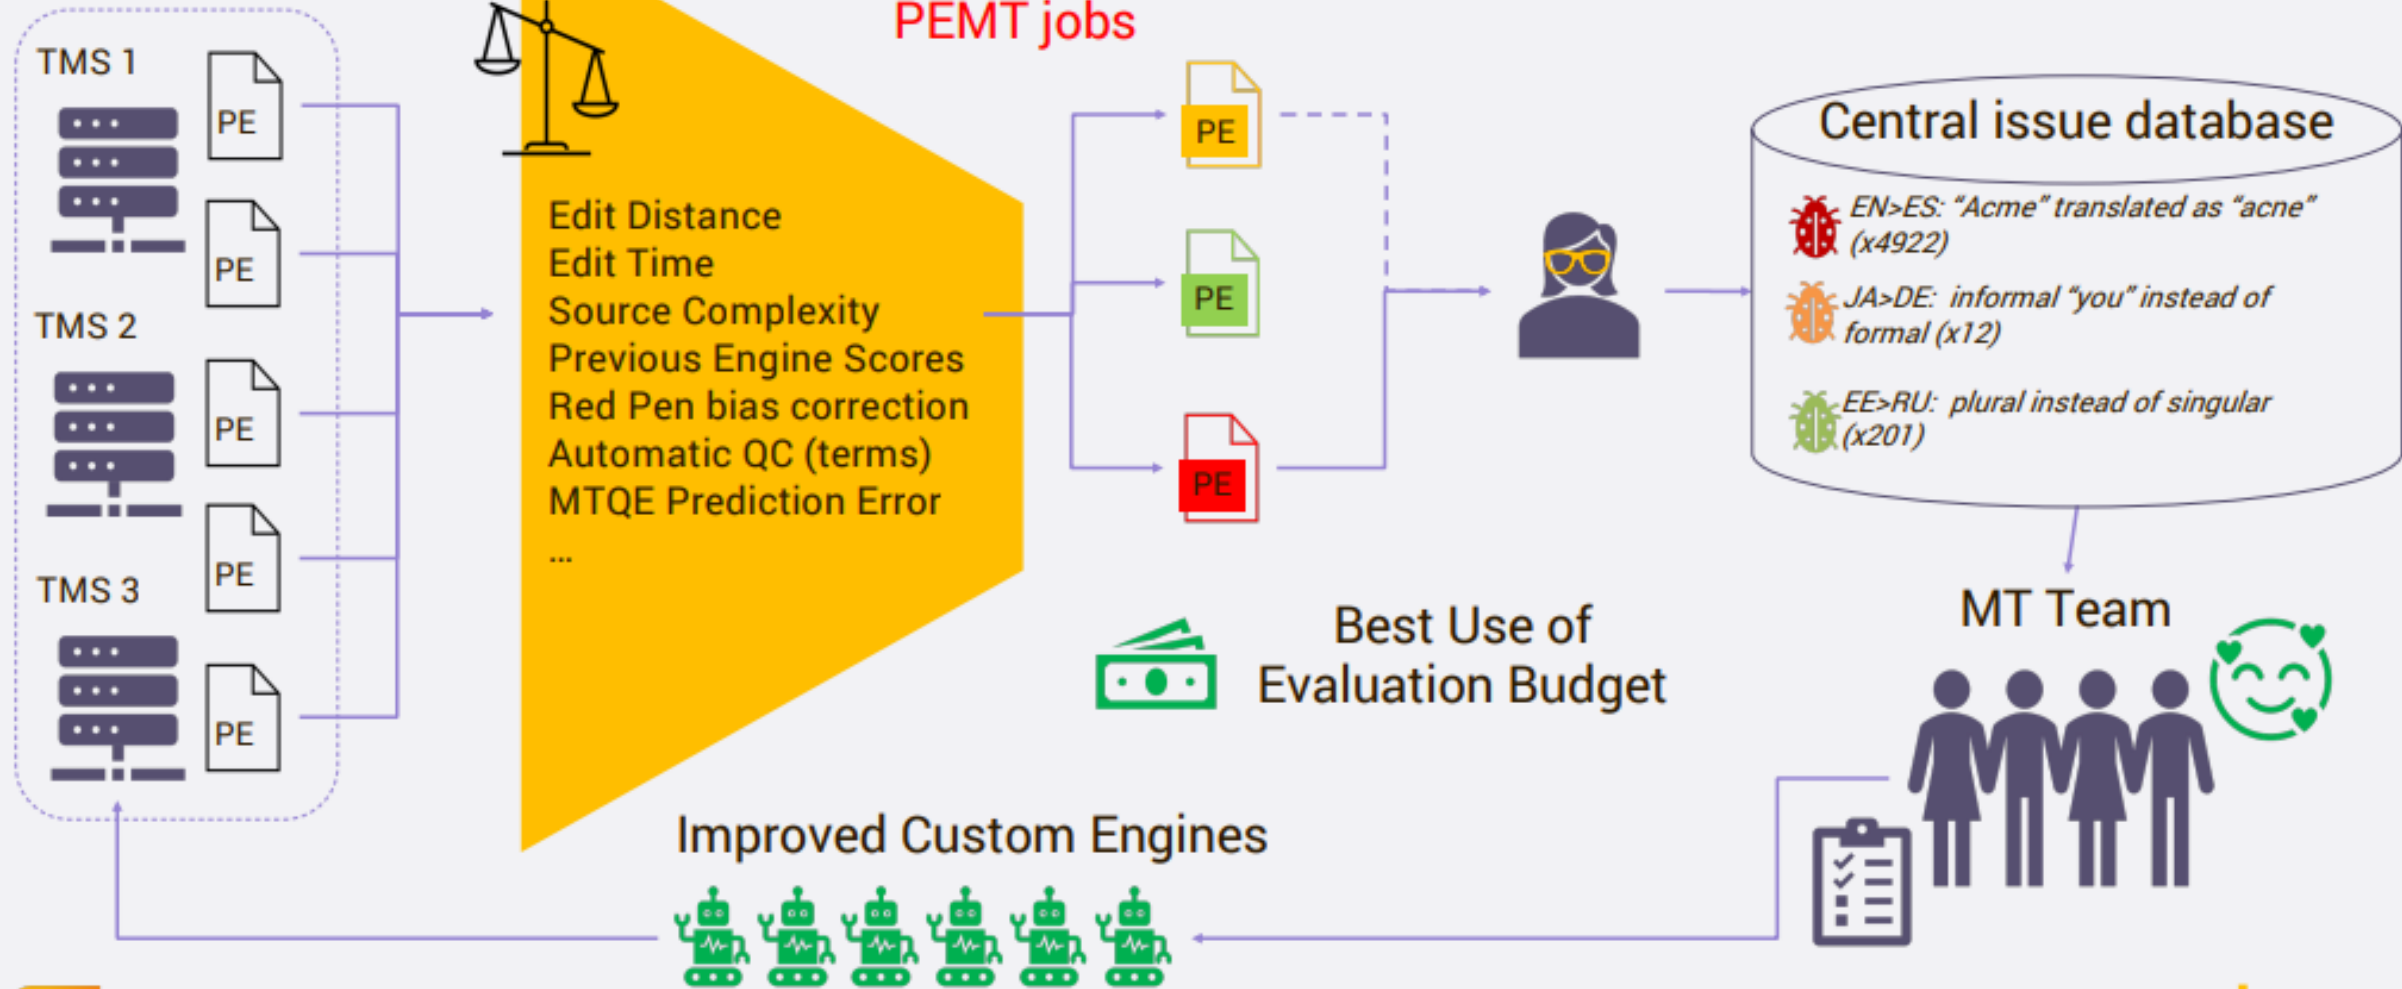 PEMT jobs
TMS 1
PE
PE
TMS 2
PE
PE
TMS 3
PE
Edit Distance
Edit Time
Source Complexity
Previous Engine Scores
Red Pen bias correction
Automatic QC (terms)
MTQE Prediction Error
...
PE
PE
PE
Central issue database
EN>ES: “Acme” translated as “acne”
(x4922)
JA>DE: informal “you” instead of
formal (x12)
EE>RU: plural instead of singular
(x201)
Best Use of
Evaluation Budget
MT Team
Improved Custom Engines